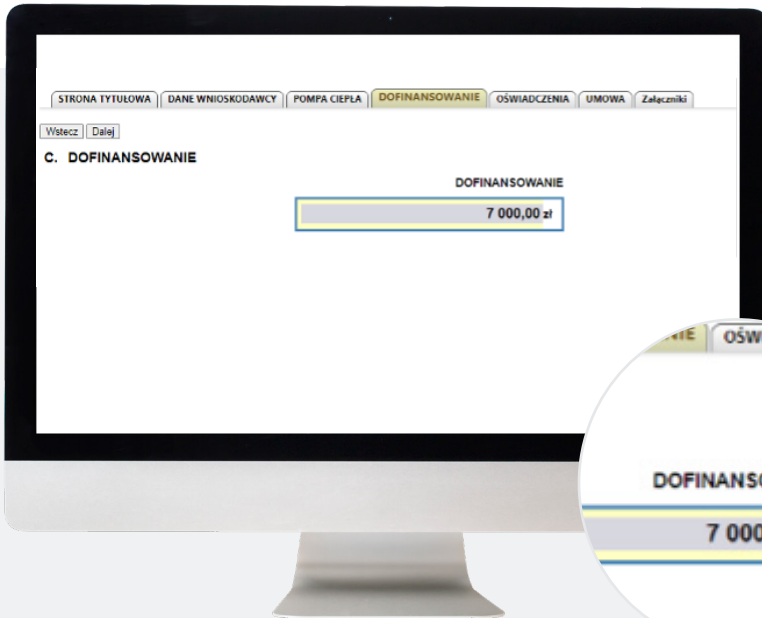 STRONA TYTUŁOWA DANE WNIOSKODAWCY POMPA CIEPŁA DOFINANSOWANIE OŚWIADCZENIA UMOWA Załączniki
Wstecz Dalej
C. DOFINANSOWANIE
DOFINANSOWANIE
7 000,00 zł
NIE OŚW
DOFINANSO
7 000